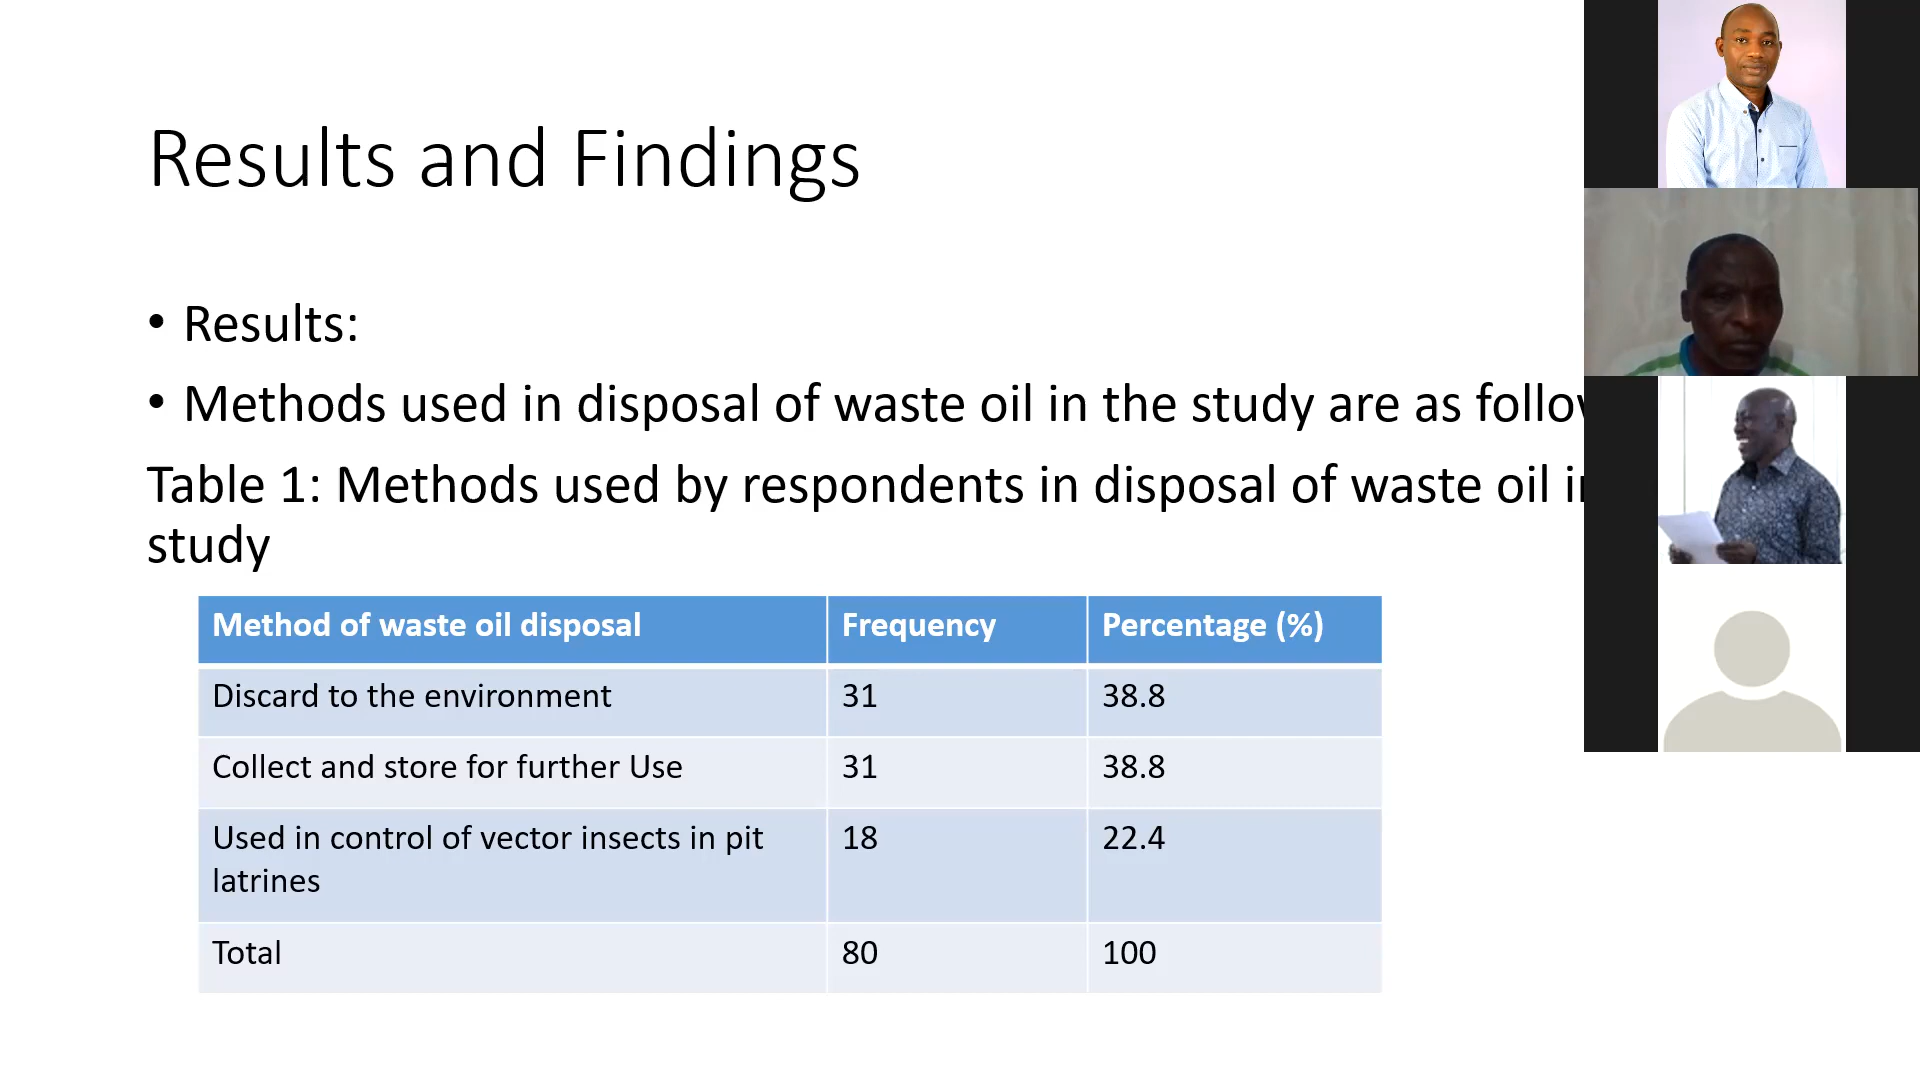 Results and Findings
• Results:
• Methods used in disposal of waste oil in the study are as
Table 1: Methods used by respondents in disposal of waste oil
study
Method of waste oil disposal Frequency Percentage (%)
Discard to the environment 31 38.8
Collect and store for further Use 31 38.8
Used in control of vector insects in pit
latrines
18 22.4
Total 80 100